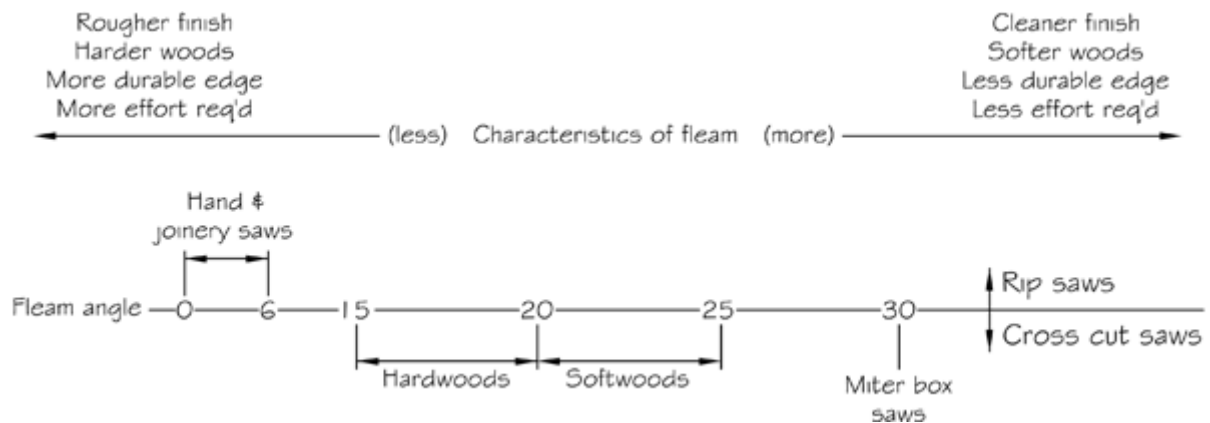 Rougher finish
Harder woods
More durable edge
More effort req'd
Cleaner finish
Softer woods
Less durable edge
Less effort req'd
(less) Characteristics of fleam (more)
Hand &
joinery saws
Fleam angle 0 6 15 20 25 30
Rip saws
Cross cut saws
Hardwoods
Softwoods
Miter box
saws